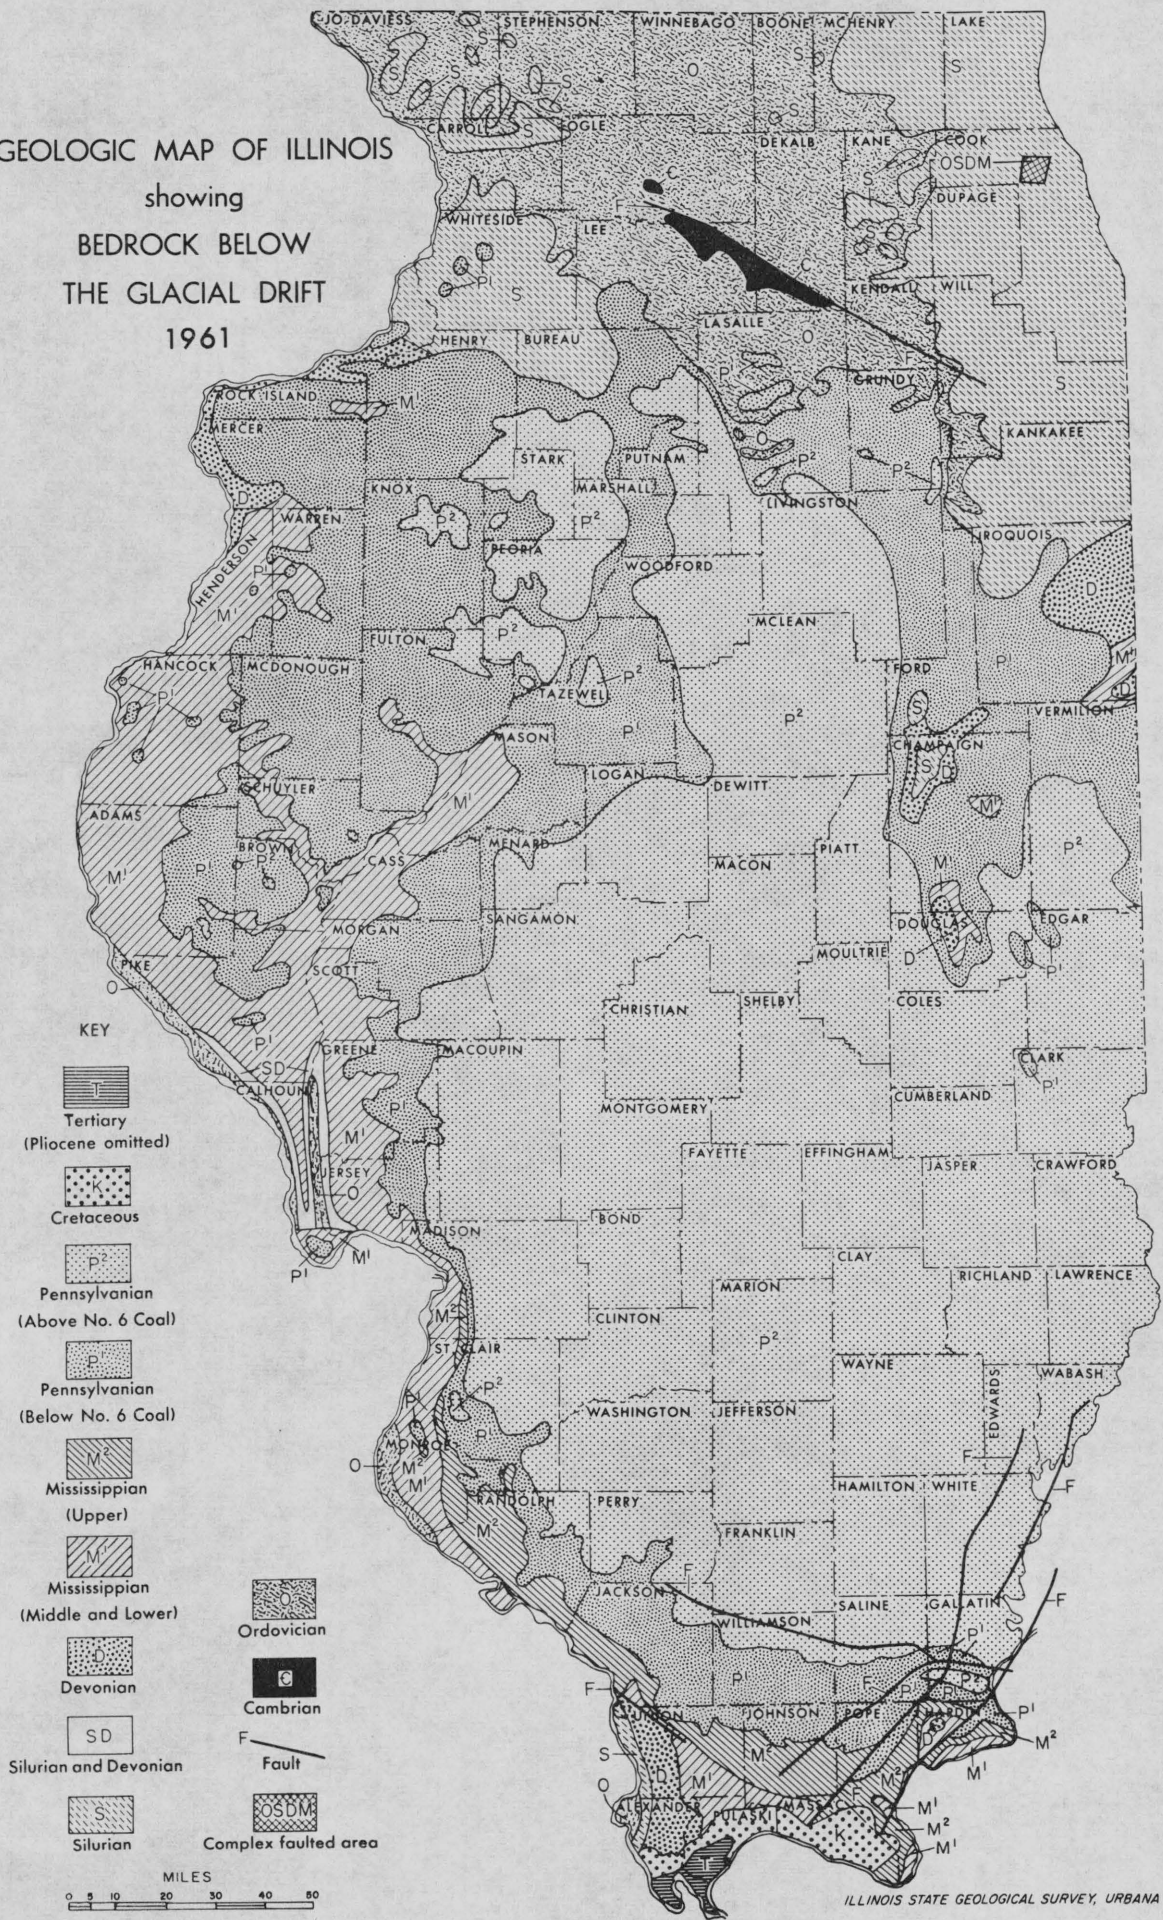 GEOLOGIC MAP OF ILLINOIS
showing
BEDROCK BELOW
THE GLACIAL DRIFT
1961
JO DAVIESS
STEPHENSON
WINNEBAGO
BOONE
MCHENRY
LAKE
CARROLL
OGLE
DEKALB
KANE
COOK
OSDM
DUPAGE
WHITESIDE
LEE
KENDALL
WILL
HENRY
BUREAU
LASALLE
GRUNDY
ROCK ISLAND
MERCER
KANKAKEE
STARK
PUTNAM
KNOX
MARSHALL
LIVINGSTON
WARREN
HENDERSON
PEORIA
WOODFORD
IROQUOIS
MCLEAN
FULTON
HANCOCK
MCDONOUGH
TAZEWELL
FORD
VERMILION
MASON
CHAMPAIGN
LOGAN
DEWITT
SCHUYLER
ADAMS
BROWN
CASS
MENARD
MACON
PIATT
MORGAN
SANGAMON
DOUGLAS
EDGAR
PIKE
SCOTT
MOULTRIE
CHRISTIAN
SHELBY
COLES
GREENE
MACOUPIN
CLARK
SD
CALHOUN
MONTGOMERY
CUMBERLAND
FAYETTE
EFFINGHAM
JASPER
CRAWFORD
JERSEY
MADISON
BOND
CLAY
RICHLAND
LAWRENCE
MARION
CLINTON
ST. CLAIR
WAYNE
WABASH
EDWARDS
WASHINGTON
JEFFERSON
MONROE
HAMILTON
WHITE
RANDOLPH
PERRY
FRANKLIN
JACKSON
WILLIAMSON
SALINE
GALLATIN
UNION
JOHNSON
POPE
HARDIN
ALEXANDER
PULASKI
MASSAC
KEY
T
Tertiary
(Pliocene omitted)
K
Cretaceous
P²
Pennsylvanian
(Above No. 6 Coal)
P¹
Pennsylvanian
(Below No. 6 Coal)
M²
Mississippian
(Upper)
M¹
Mississippian
(Middle and Lower)
D
Devonian
SD
Silurian and Devonian
S
Silurian
O
Ordovician
Є
Cambrian
F
Fault
OSDM
Complex faulted area
MILES
0 5 10 20 30 40 50
ILLINOIS STATE GEOLOGICAL SURVEY, URBANA